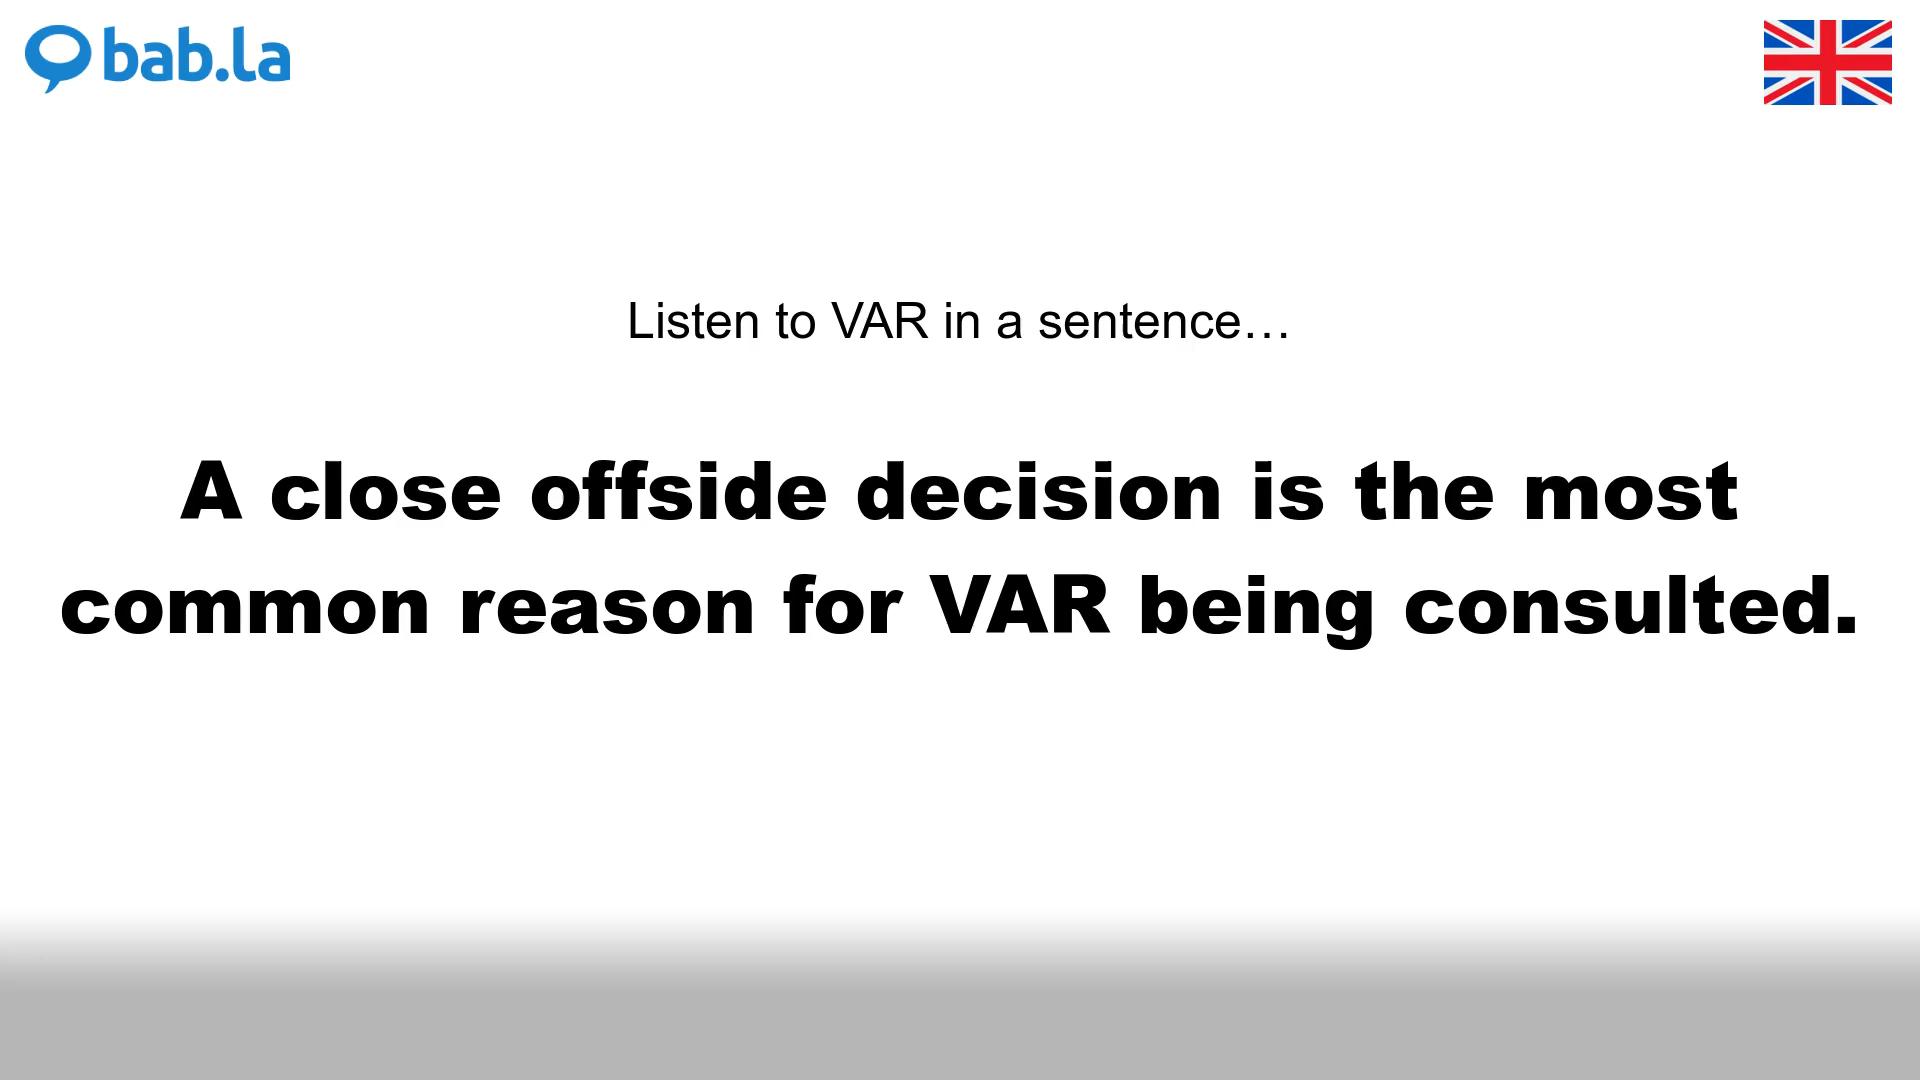 bab.la
Listen to VAR in a sentence…
A close offside decision is the most
common reason for VAR being consulted.